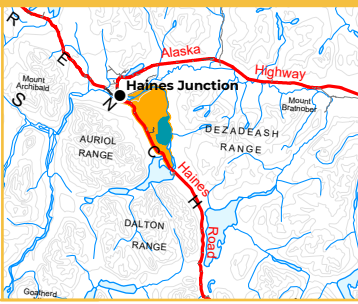 Alaska
Highway
Haines Junction
Mount
Archibald
Mount
Bratnober
AURIOL
RANGE
DEZADEASH
RANGE
Haines
Road
DALTON
RANGE
Goatherd
R
E
N
C
H
S